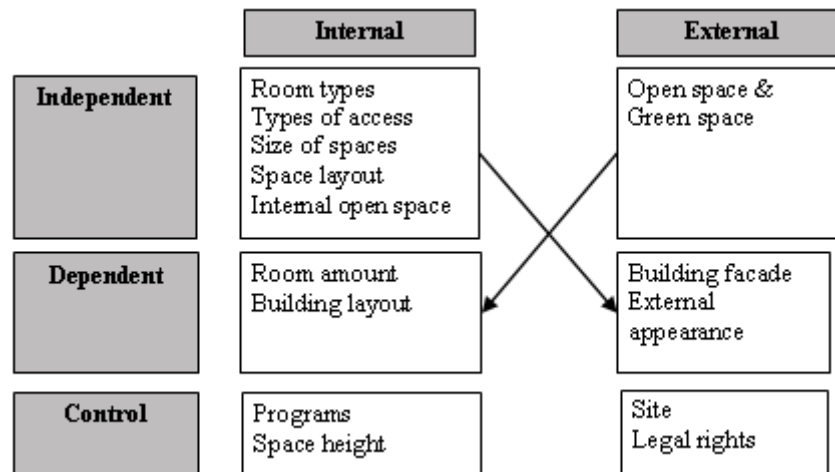 Internal
External
Independent
Room types
Types of access
Size of spaces
Space layout
Internal open space
Open space &
Green space
Dependent
Room amount
Building layout
Building facade
External
appearance
Control
Programs
Space height
Site
Legal rights